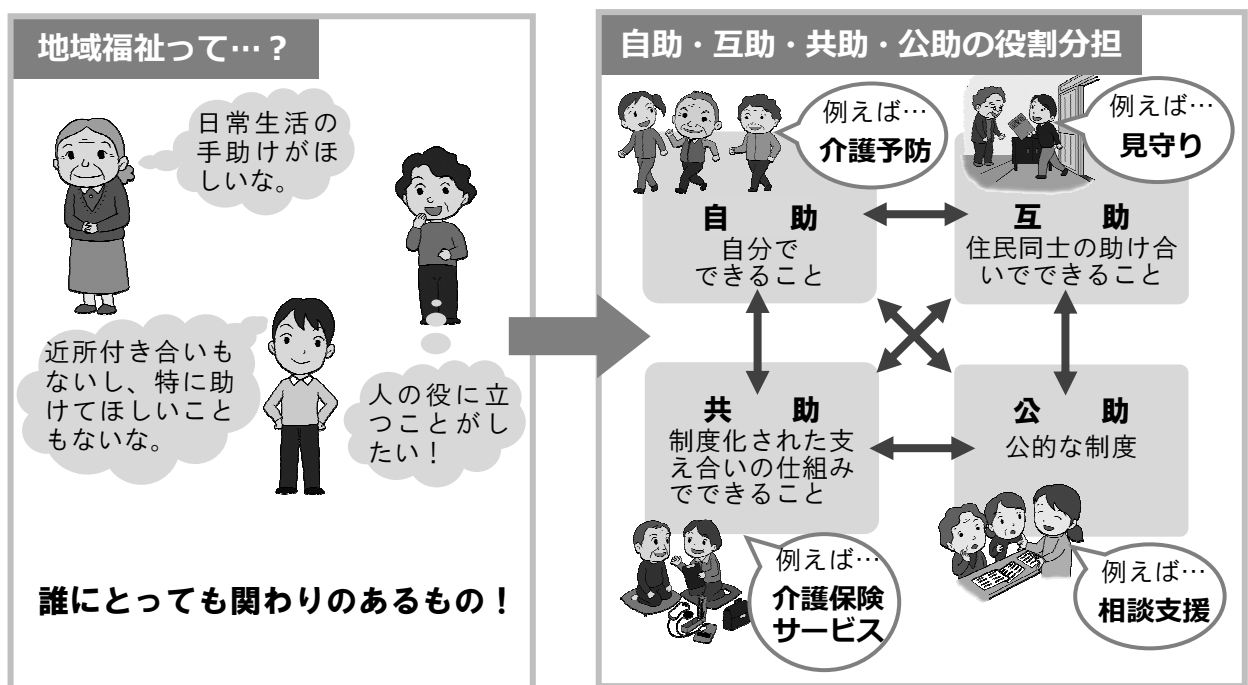 地域福祉って…？
日常生活の
手助けがほ
しいな。
近所付き合いも
ないし、特に助
けてほしいこと
もないな。
人の役に立
つことがし
たい！
誰にとっても関わりのあるもの！
自助・互助・共助・公助の役割分担
例えば…
介護予防
例えば…
見守り
自　助
自分で
できること
互　助
住民同士の助け合
いでできること
共　助
制度化された支
え合いの仕組み
でできること
公　助
公的な制度
例えば…
介護保険
サービス
例えば…
相談支援